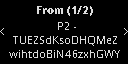 From (1/2)
< P2 - >
TUEZSdKsoDHQMeZ
wihtdoBiN46zxhGWY